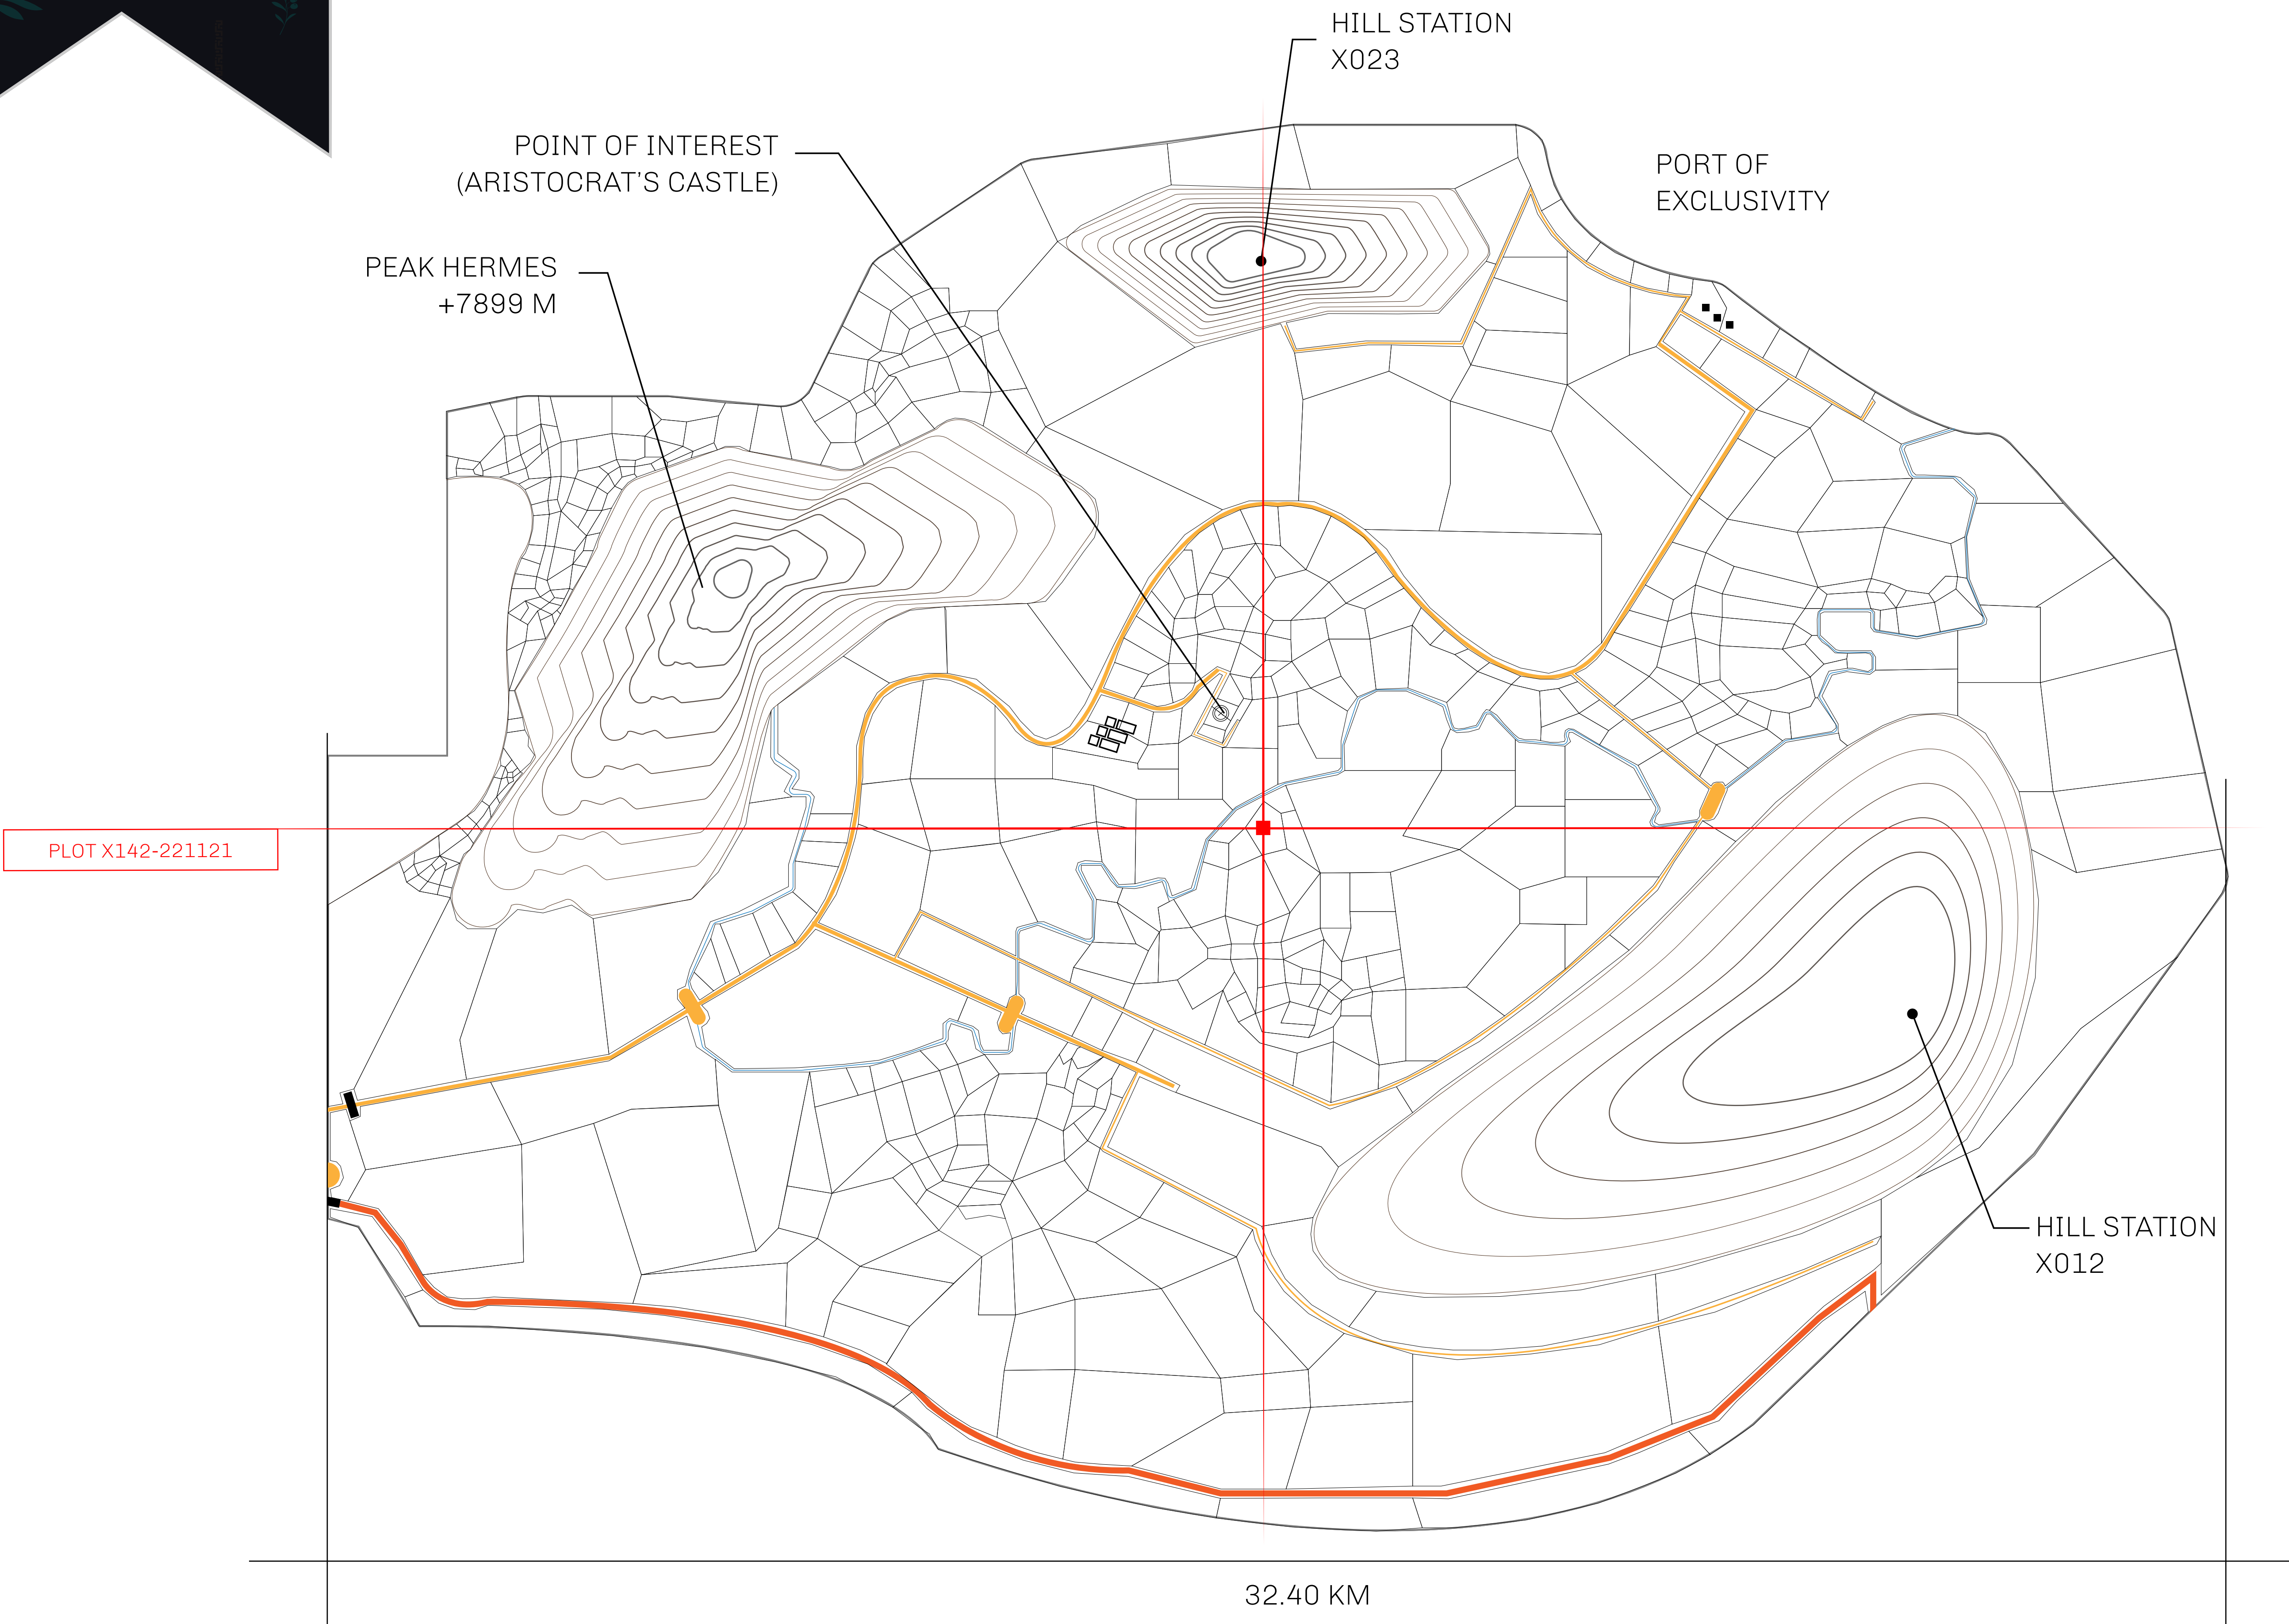 HILL STATION
X023
POINT OF INTEREST
(ARISTOCRAT'S CASTLE)
PORT OF
EXCLUSIVITY
PEAK HERMES
+7899 M
PLOT X142-221121
HILL STATION
X012
32.40 KM